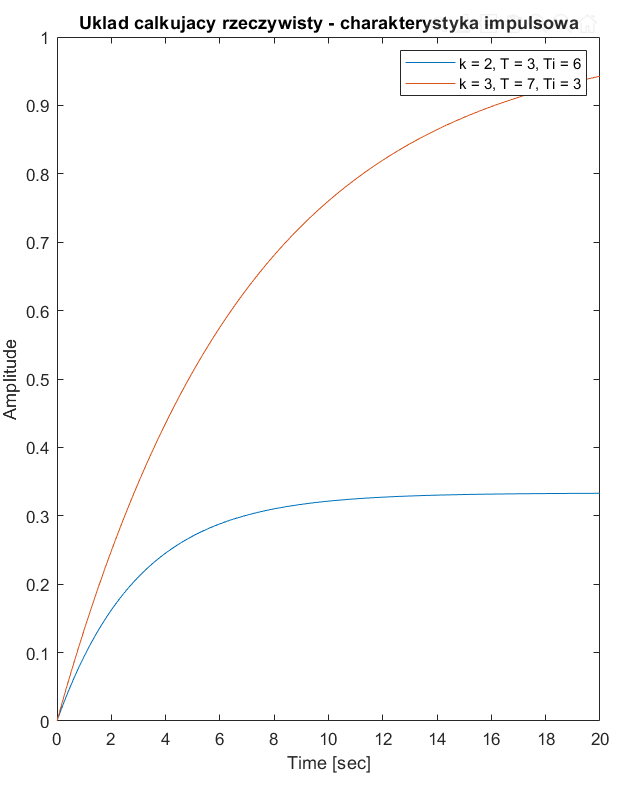 Uklad calkujacy rzeczywisty - charakterystyka impulsowa
k = 2, T = 3, Ti = 6
k = 3, T = 7, Ti = 3
1
0.9
0.8
0.7
0.6
0.5
0.4
0.3
0.2
0.1
0
Amplitude
0 2 4 6 8 10 12 14 16 18 20
Time [sec]